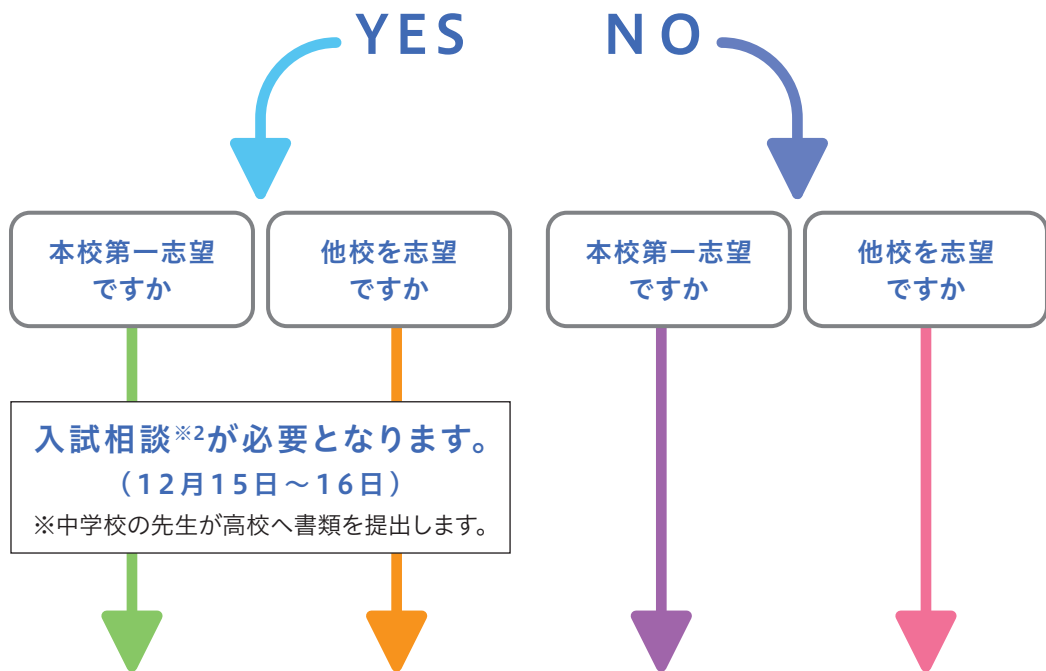 YES
NO
本校第一志望
ですか
他校を志望
ですか
本校第一志望
ですか
他校を志望
ですか
入試相談※2が必要となります。
（12月15日～16日）
※中学校の先生が高校へ書類を提出します。